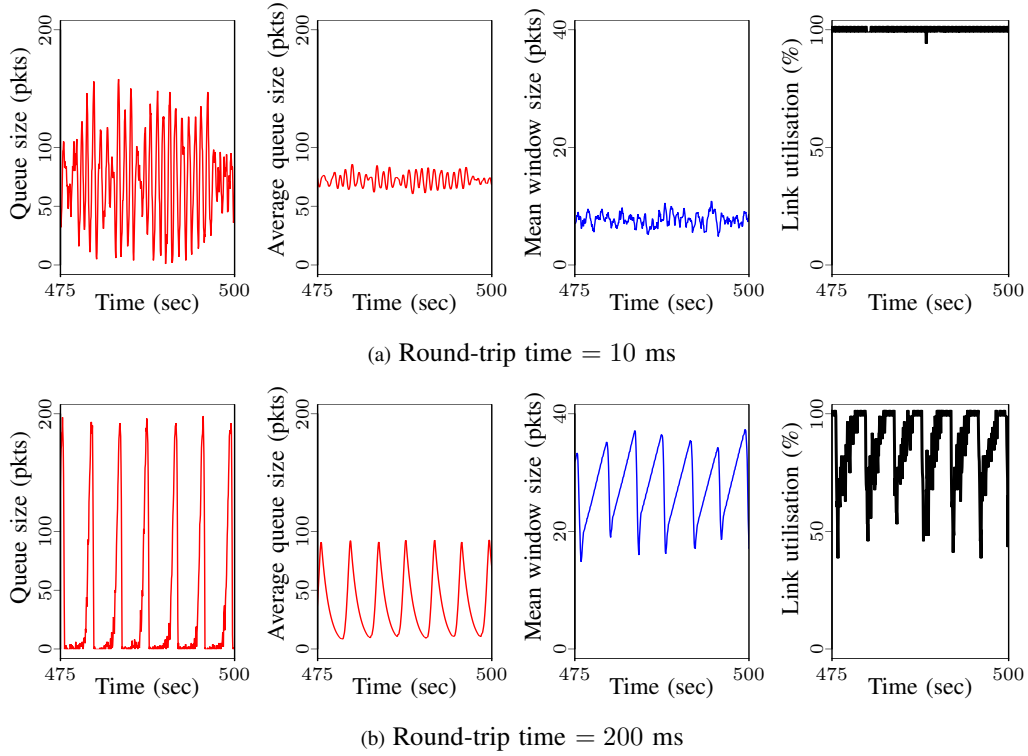 Queue size (pkts)
200
100
50
0
475
500
Time (sec)
Average queue size (pkts)
200
100
50
0
475
500
Time (sec)
Mean window size (pkts)
40
20
0
475
500
Time (sec)
Link utilisation (%)
100
50
0
475
500
Time (sec)
(a) Round-trip time = 10 ms
Queue size (pkts)
200
100
50
0
475
500
Time (sec)
Average queue size (pkts)
200
100
50
0
475
500
Time (sec)
Mean window size (pkts)
40
20
0
475
500
Time (sec)
Link utilisation (%)
100
50
0
475
500
Time (sec)
(b) Round-trip time = 200 ms